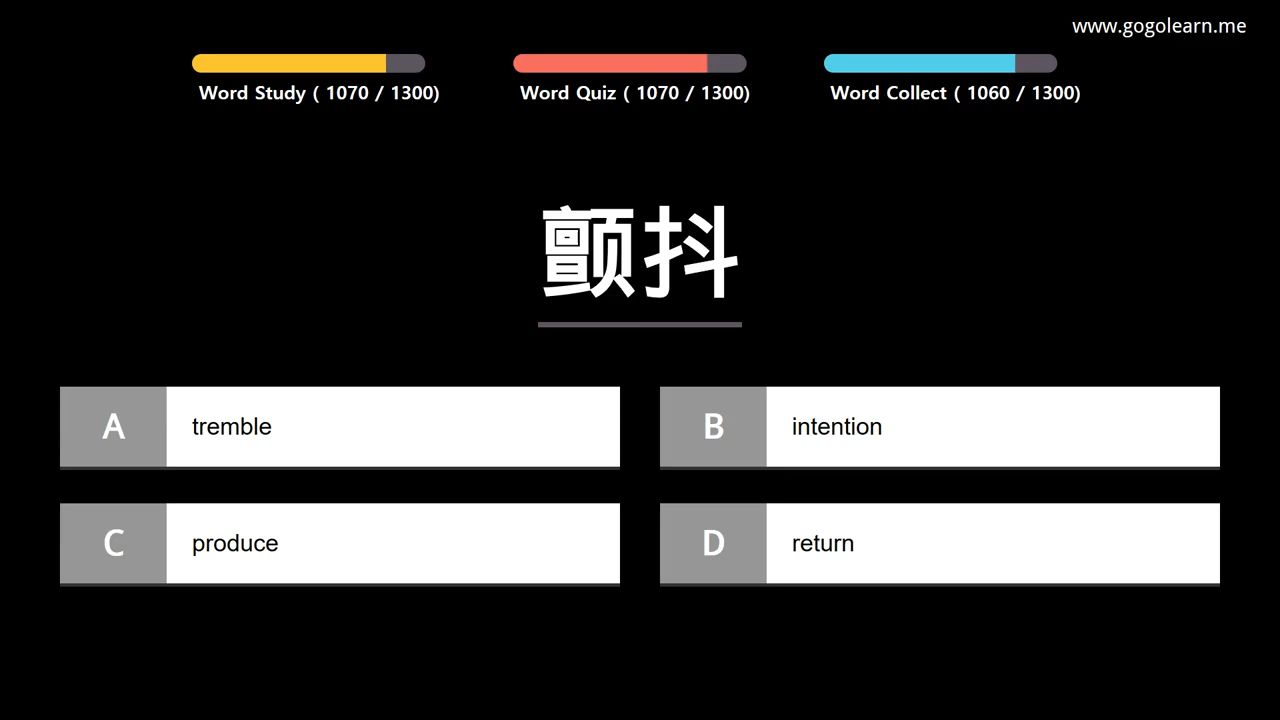 www.gogolearn.me
Word Study ( 1070 / 1300)
Word Quiz ( 1070 / 1300)
Word Collect ( 1060 / 1300)
颤抖
A tremble
B intention
C produce
D return